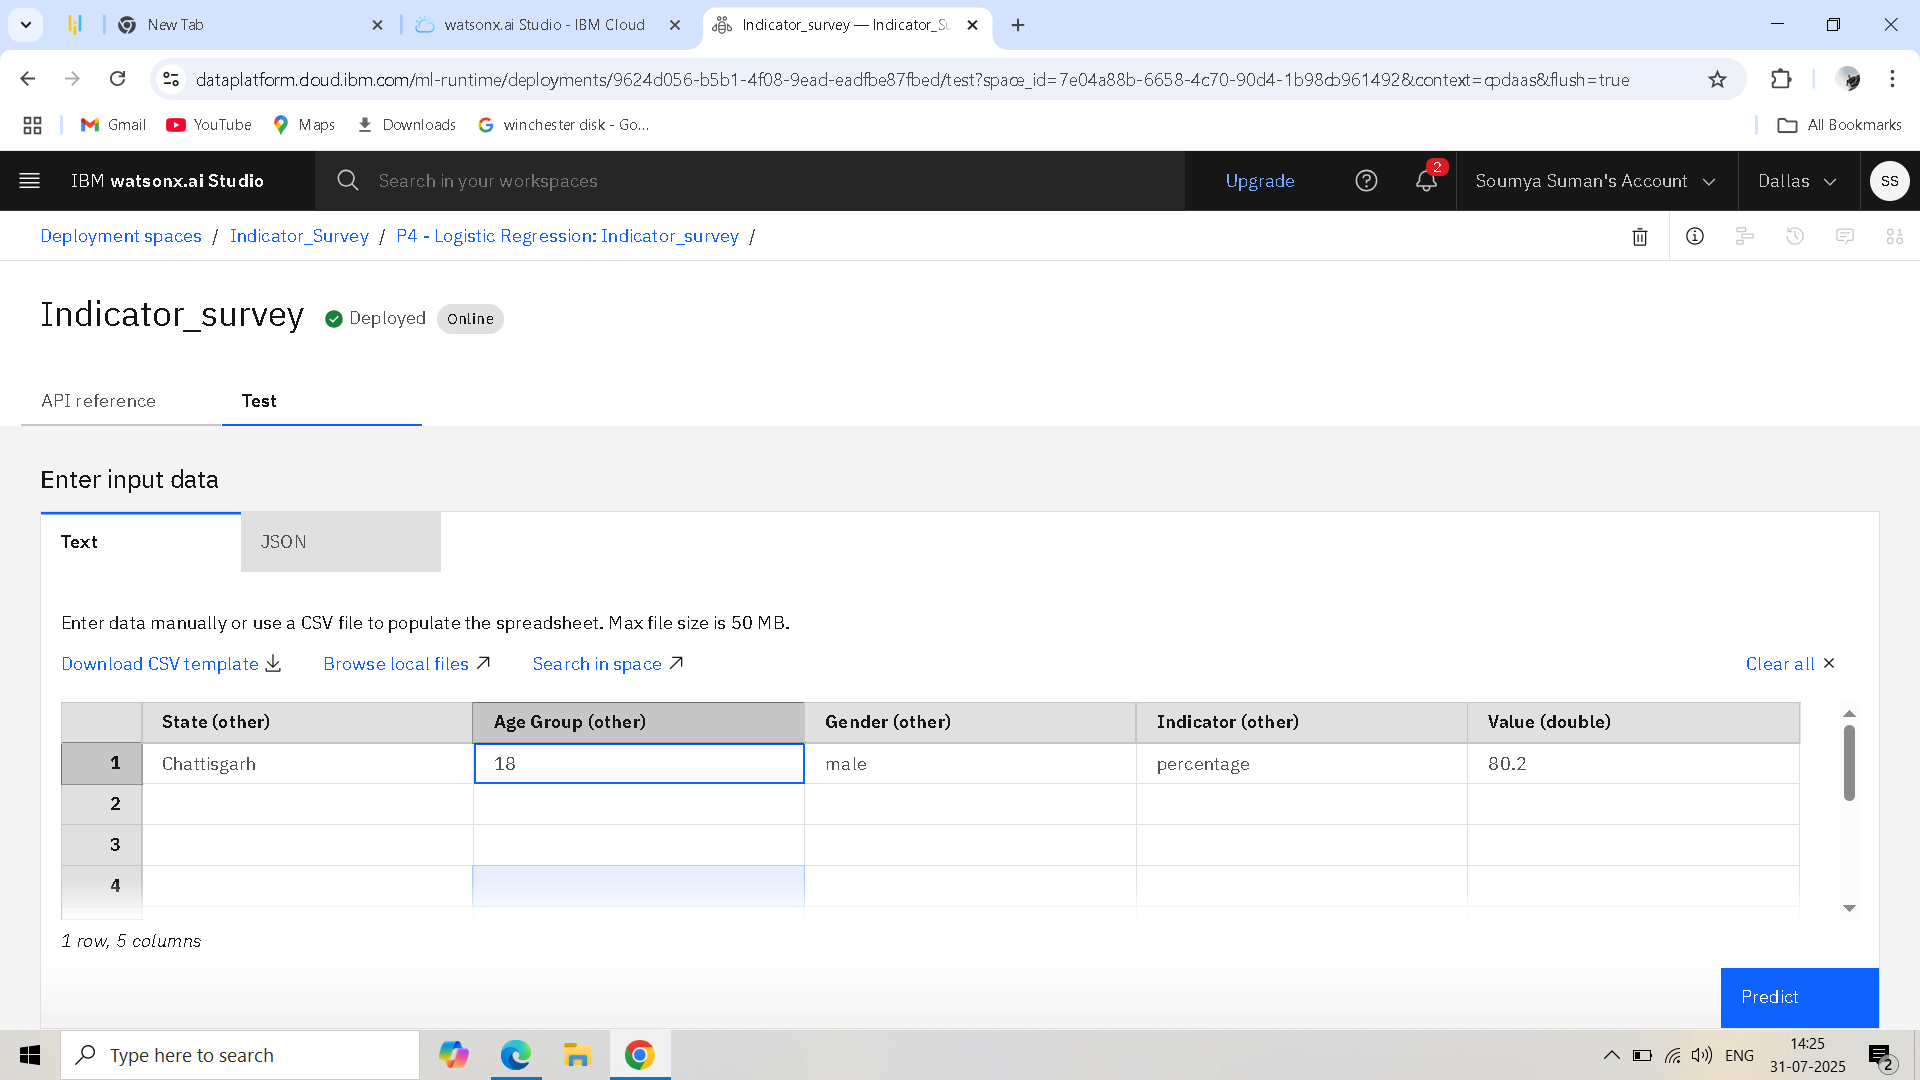 New Tab
watsonx.ai Studio - IBM Cloud
Indicator_survey — Indicator_Su
dataplatform.cloud.ibm.com/ml-runtime/deployments/9624d056-b5b1-4f08-9ead-eadfbe87fbed/test?space_id=7e04a88b-6658-4c70-90d4-1b98cb961492&context=cpdaas&flush=true
Gmail
YouTube
Maps
Downloads
winchester disk - Go...
All Bookmarks
IBM watsonx.ai Studio
Search in your workspaces
Upgrade
2
Soumya Suman's Account
Dallas
SS
Deployment spaces / Indicator_Survey / P4 - Logistic Regression: Indicator_survey /
Indicator_survey
Deployed
Online
API reference
Test
Enter input data
Text
JSON
Enter data manually or use a CSV file to populate the spreadsheet. Max file size is 50 MB.
Download CSV template
Browse local files
Search in space
Clear all
State (other) Age Group (other) Gender (other) Indicator (other) Value (double)
1 Chattisgarh 18 male percentage 80.2
2
3
4
1 row, 5 columns
Predict
Type here to search
ENG
14:25
31-07-2025
2